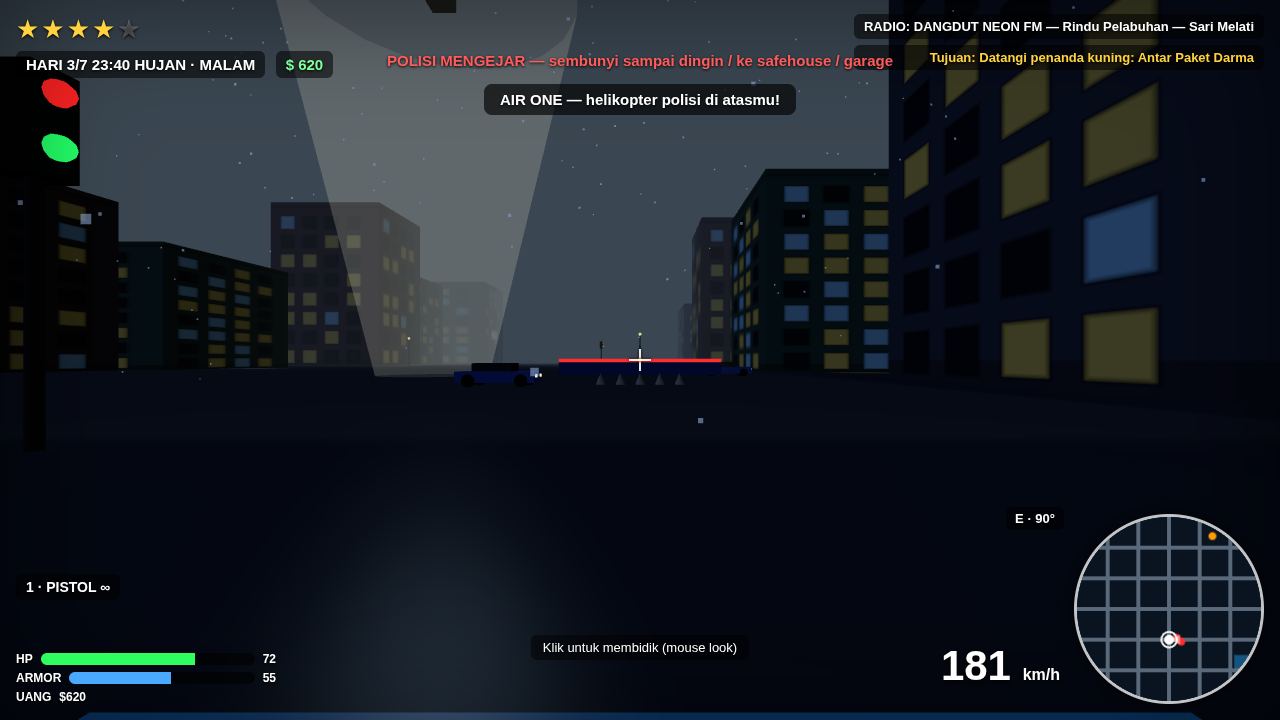 RADIO: DANGDUT NEON FM — Rindu Pelabuhan — Sari Melati
HARI 3/7 23:40 HUJAN · MALAM
$ 620
POLISI MENGEJAR — sembunyi sampai dingin / ke safehouse / garage
Tujuan: Datangi penanda kuning: Antar Paket Darma
AIR ONE — helikopter polisi di atasmu!
E · 90°
1 · PISTOL ∞
Klik untuk membidik (mouse look)
HP 72
ARMOR 55
UANG $620
181 km/h